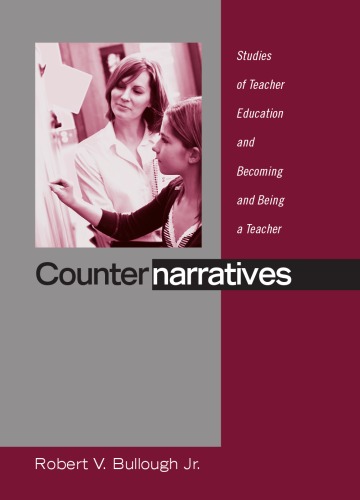 Studies
of Teacher
Education
and
Becoming
and Being
a Teacher
Counternarratives
Robert V. Bullough Jr.